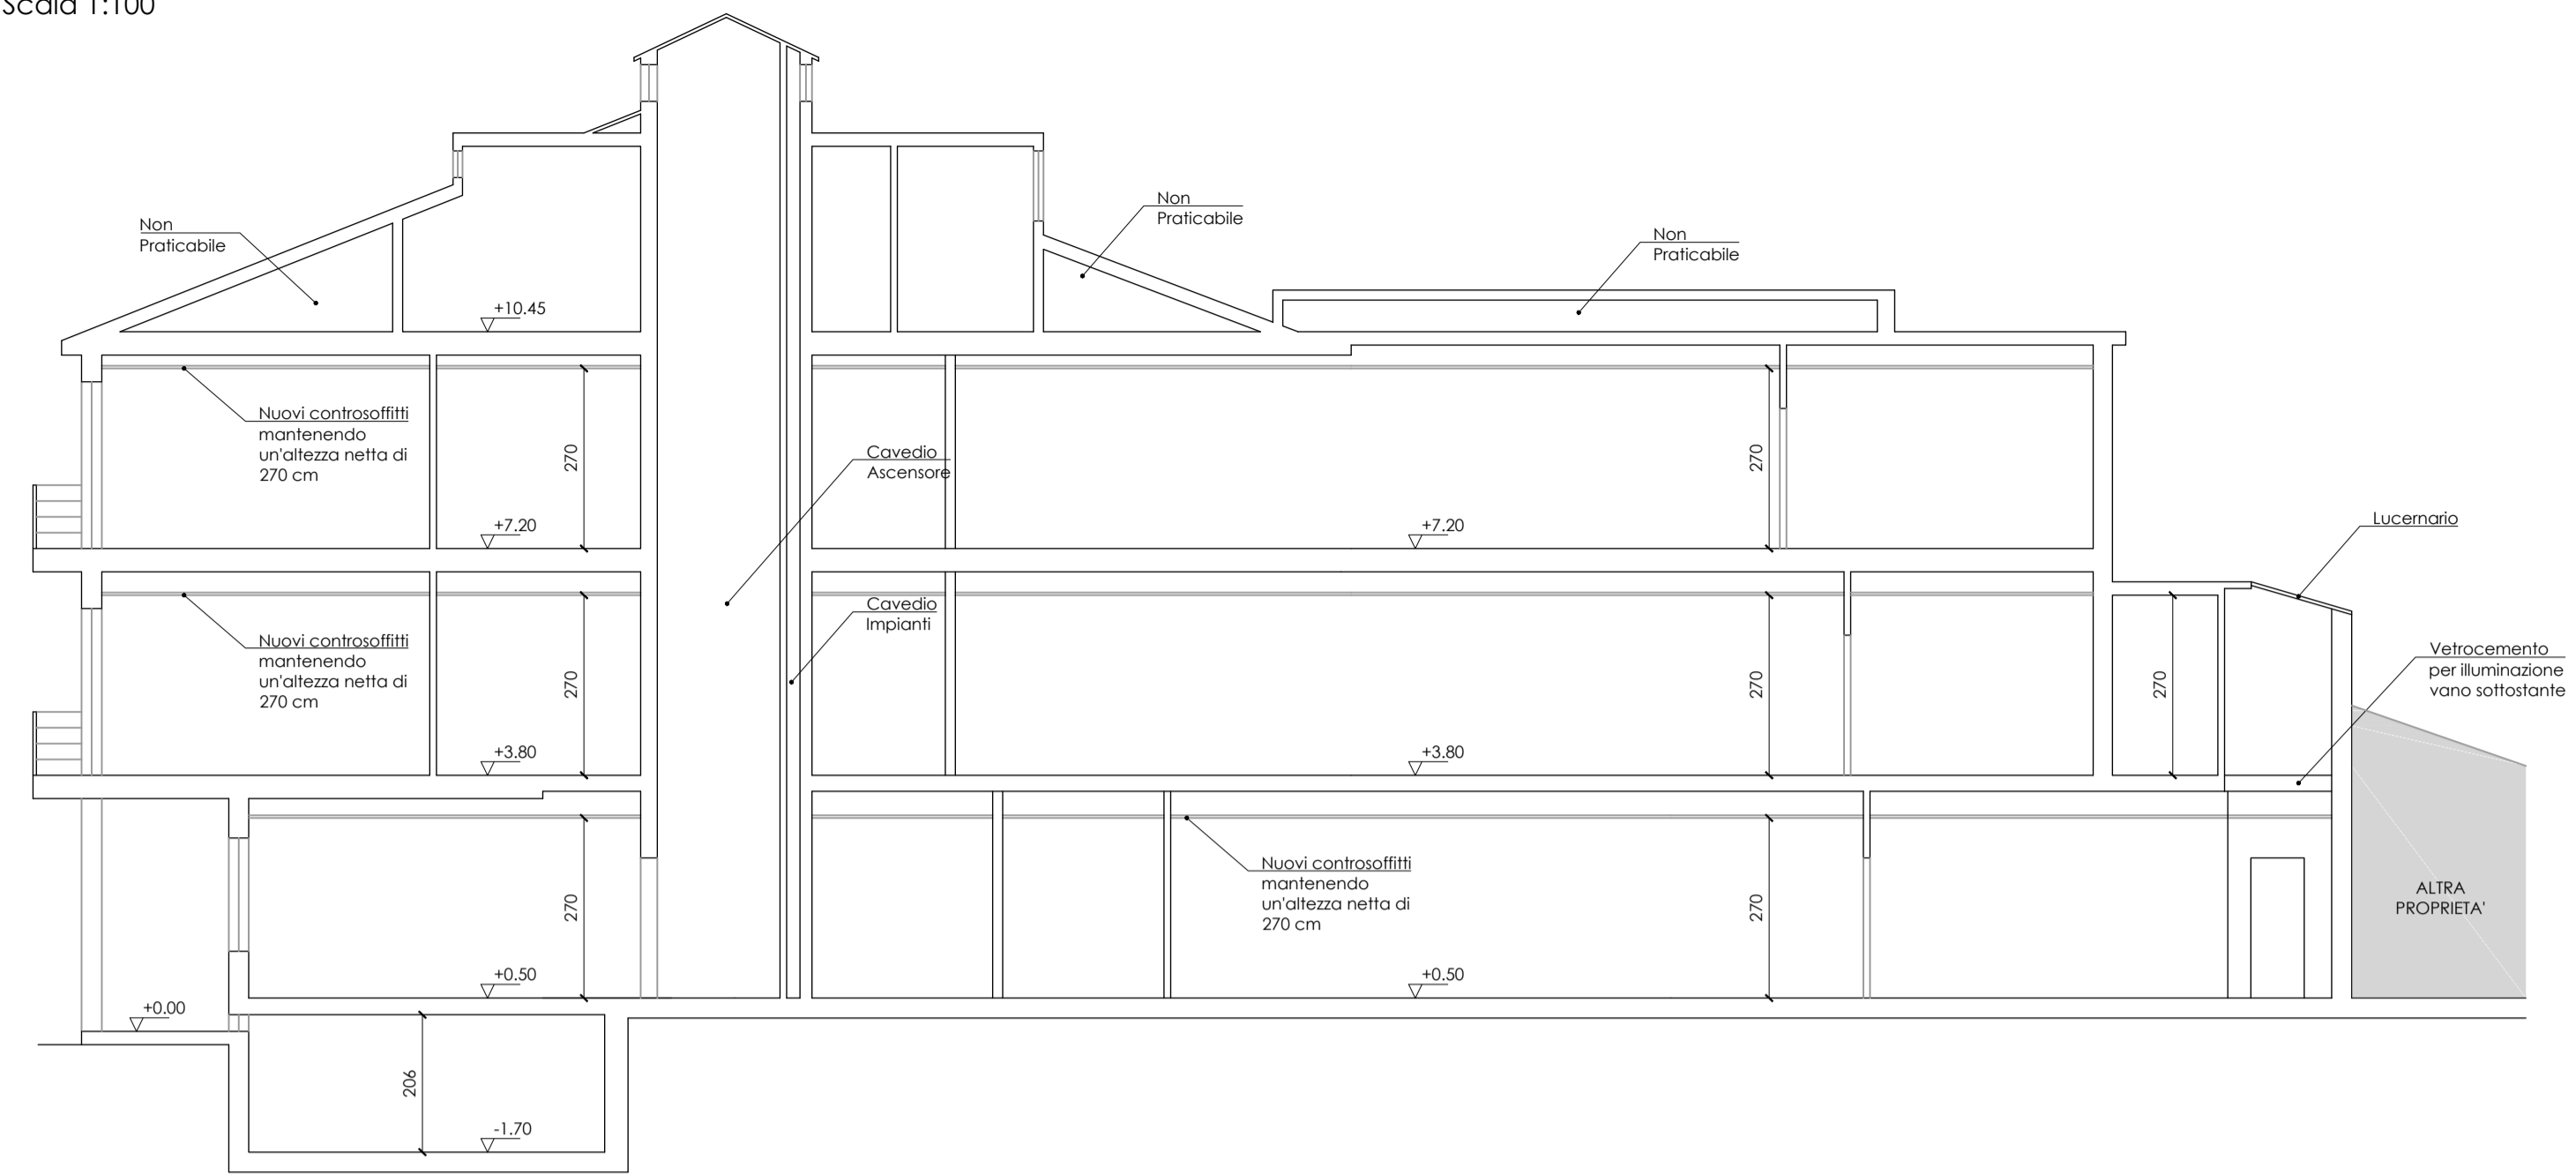 Scala 1:100
Non
Praticabile
Non
Praticabile
Non
Praticabile
+10.45
Nuovi controsoffitti
mantenendo
un'altezza netta di
270 cm
270
Cavedio
Ascensore
270
+7.20
+7.20
Lucernario
Nuovi controsoffitti
mantenendo
un'altezza netta di
270 cm
270
Cavedio
Impianti
270
270
Vetrocemento
per illuminazione
vano sottostante
+3.80
+3.80
270
Nuovi controsoffitti
mantenendo
un'altezza netta di
270 cm
270
ALTRA
PROPRIETA'
+0.50
+0.50
+0.00
206
-1.70